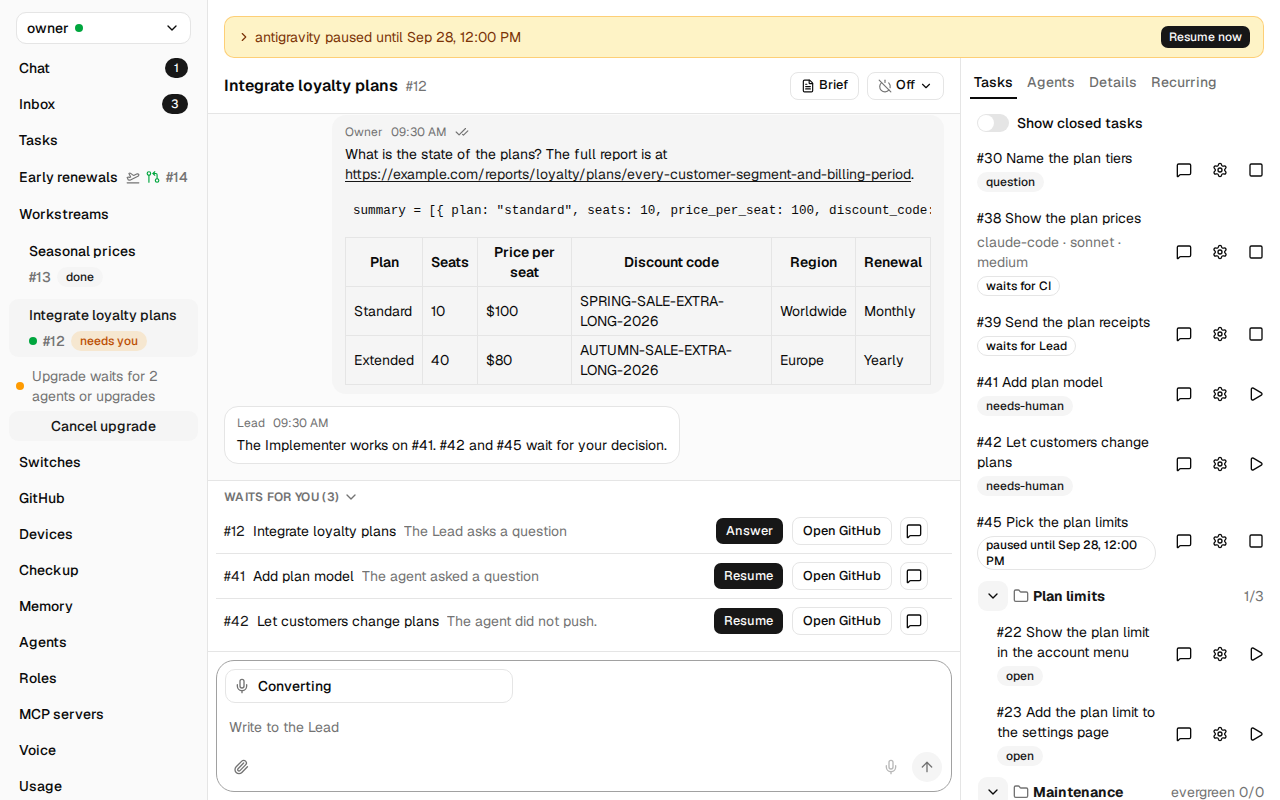 owner
Chat 1
Inbox 3
Tasks
Early renewals #14
Workstreams
Seasonal prices
#13 done
Integrate loyalty plans
#12 needs you
Upgrade waits for 2
agents or upgrades
Cancel upgrade
Switches
GitHub
Devices
Checkup
Memory
Agents
Roles
MCP servers
Voice
Usage
antigravity paused until Sep 28, 12:00 PM
Resume now
Integrate loyalty plans #12
Brief
Off
Owner 09:30 AM
What is the state of the plans? The full report is at
https://example.com/reports/loyalty/plans/every-customer-segment-and-billing-period.
summary = [{ plan: "standard", seats: 10, price_per_seat: 100, discount_code:
Plan Seats Price per seat Discount code Region Renewal
Standard 10 $100 SPRING-SALE-EXTRA-LONG-2026 Worldwide Monthly
Extended 40 $80 AUTUMN-SALE-EXTRA-LONG-2026 Europe Yearly
Lead 09:30 AM
The Implementer works on #41. #42 and #45 wait for your decision.
WAITS FOR YOU (3)
#12 Integrate loyalty plans The Lead asks a question Answer Open GitHub
#41 Add plan model The agent asked a question Resume Open GitHub
#42 Let customers change plans The agent did not push. Resume Open GitHub
Converting
Write to the Lead
Tasks Agents Details Recurring
Show closed tasks
#30 Name the plan tiers
question
#38 Show the plan prices
claude-code · sonnet ·
medium
waits for CI
#39 Send the plan receipts
waits for Lead
#41 Add plan model
needs-human
#42 Let customers change
plans
needs-human
#45 Pick the plan limits
paused until Sep 28, 12:00
PM
Plan limits 1/3
#22 Show the plan limit
in the account menu
open
#23 Add the plan limit to
the settings page
open
Maintenance evergreen 0/0